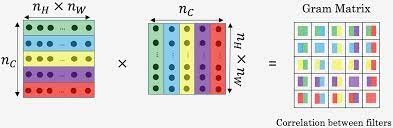 n_H × n_W
n_C
×
n_C
n_H × n_W
=
Gram Matrix
Correlation between filters